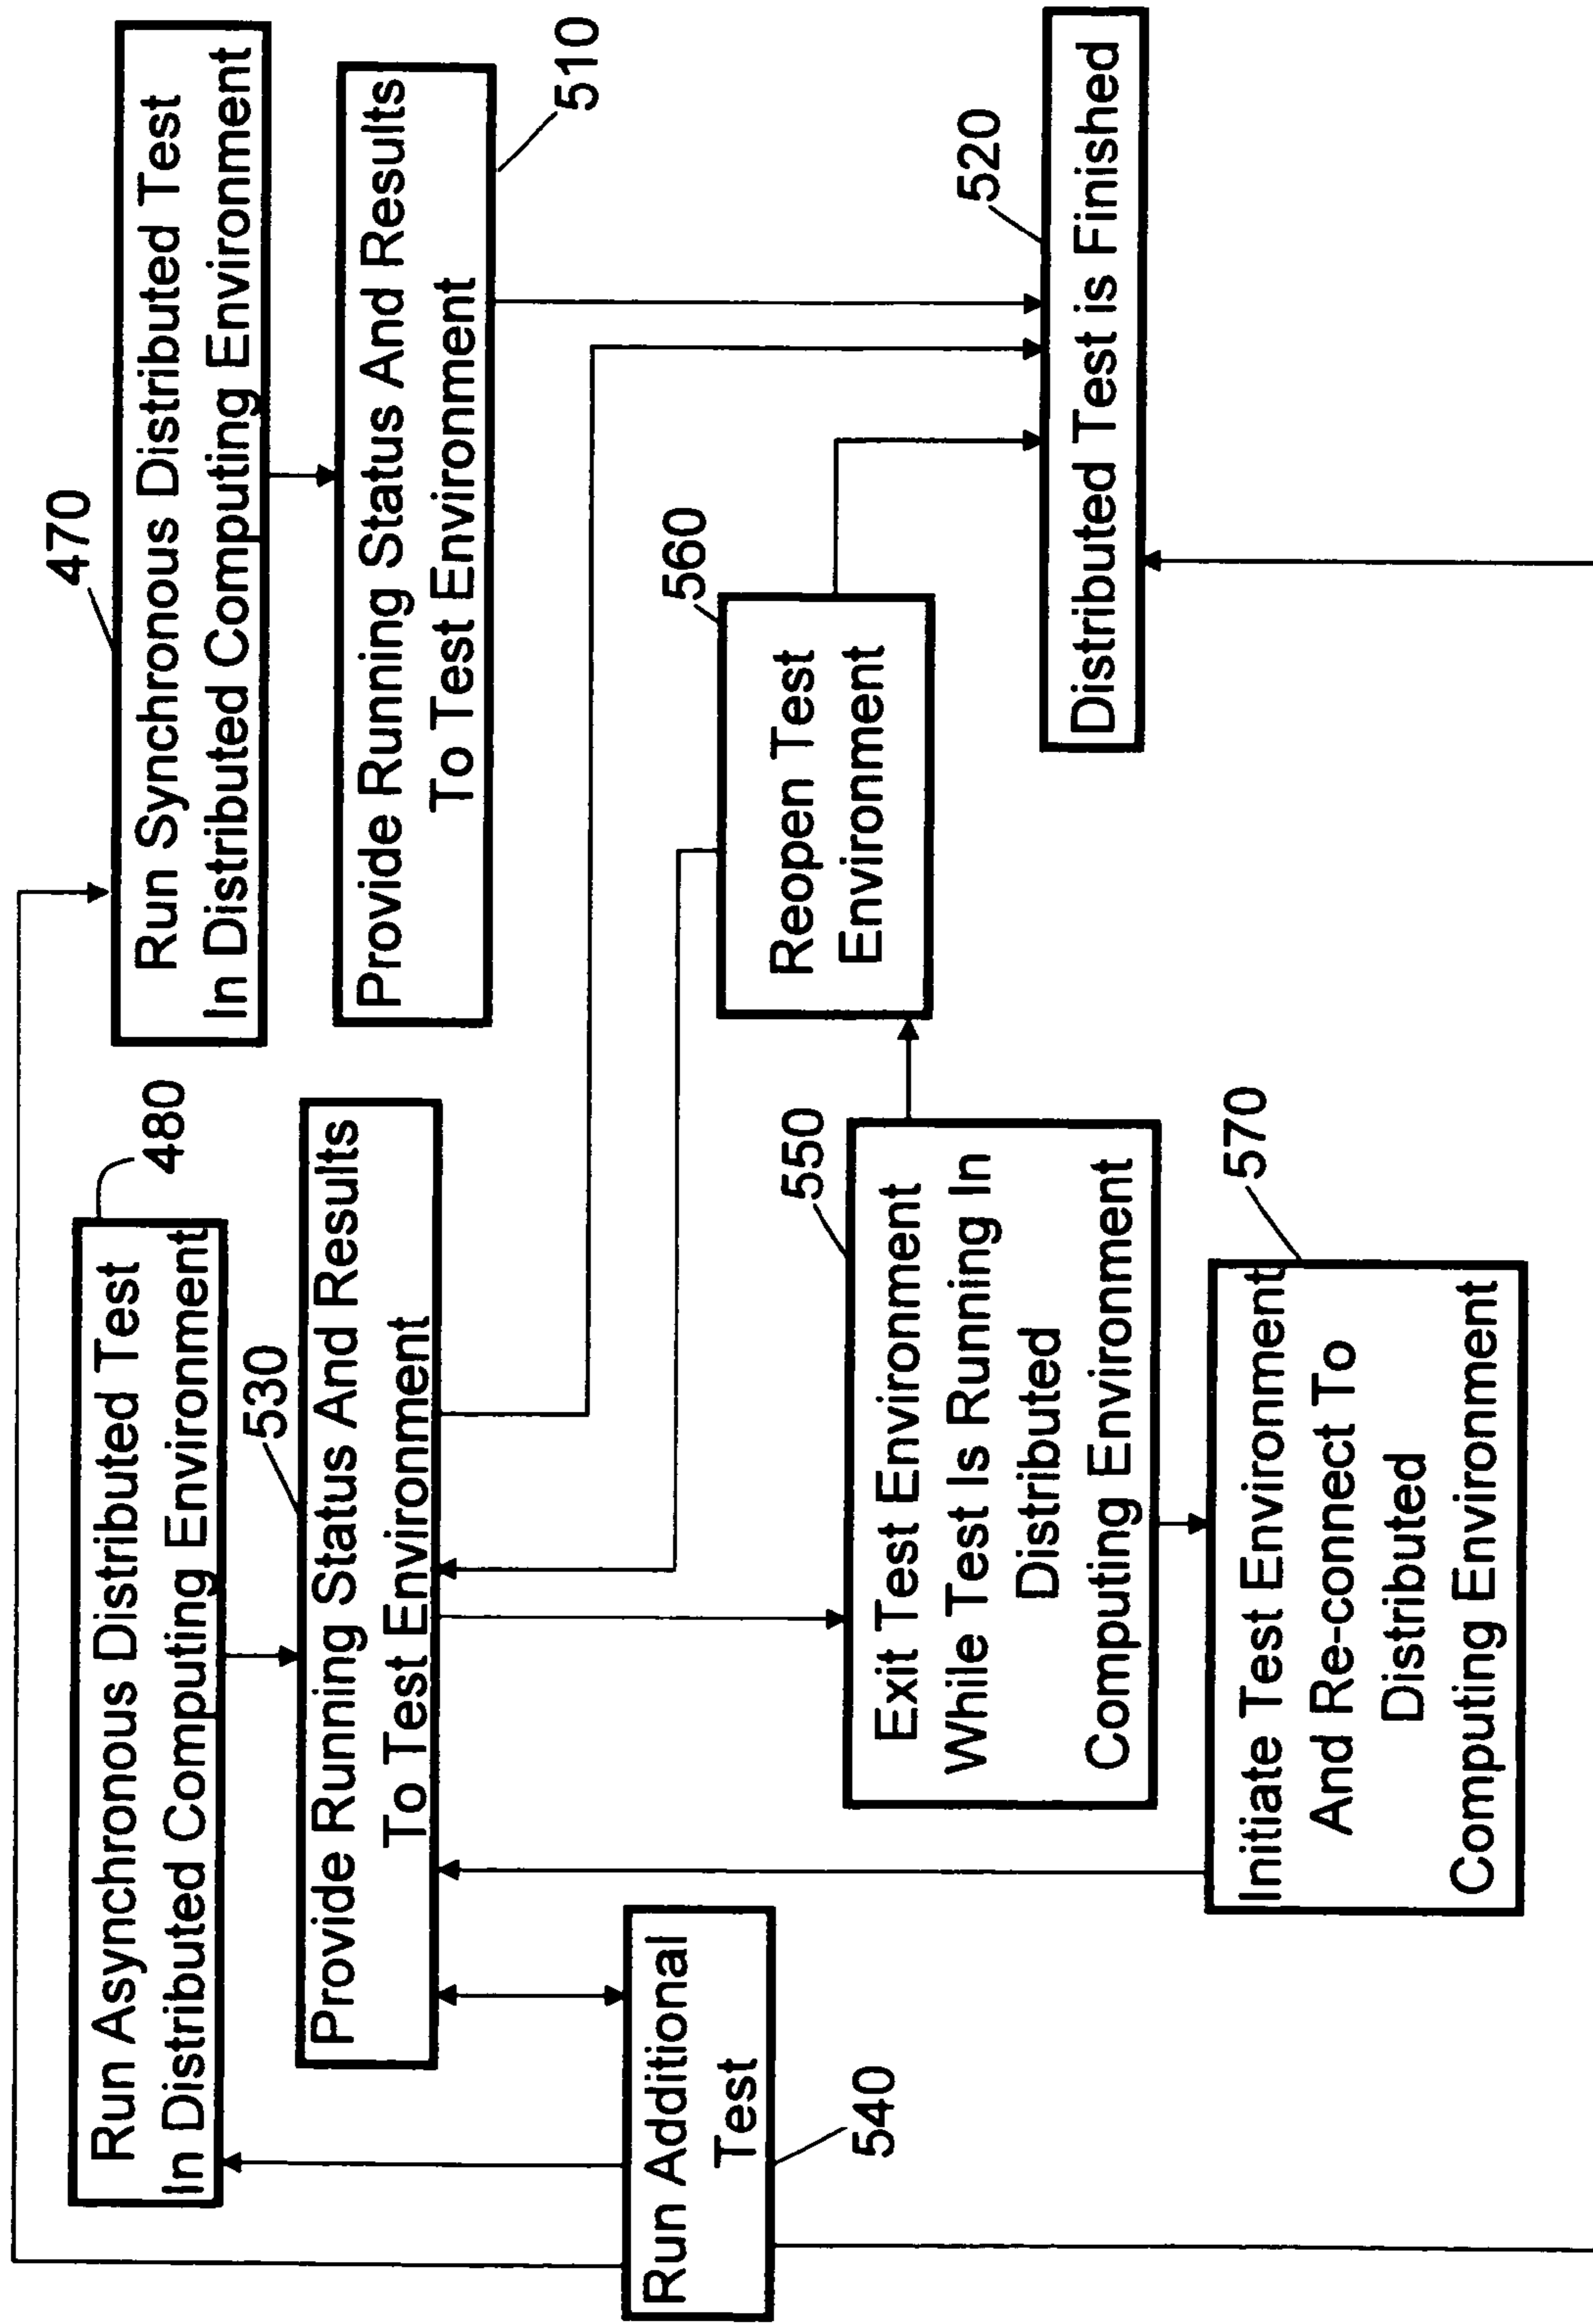 470
Run Synchronous Distributed Test
In Distributed Computing Environment
480
Run Asynchronous Distributed Test
In Distributed Computing Environment
510
Provide Running Status And Results
To Test Environment
530
Provide Running Status And Results
To Test Environment
560
Reopen Test
Environment
540
Run Additional
Test
550
Exit Test Environment
While Test Is Running In
Distributed
Computing Environment
520
Distributed Test is Finished
570
Initiate Test Environment
And Re-connect To
Distributed
Computing Environment